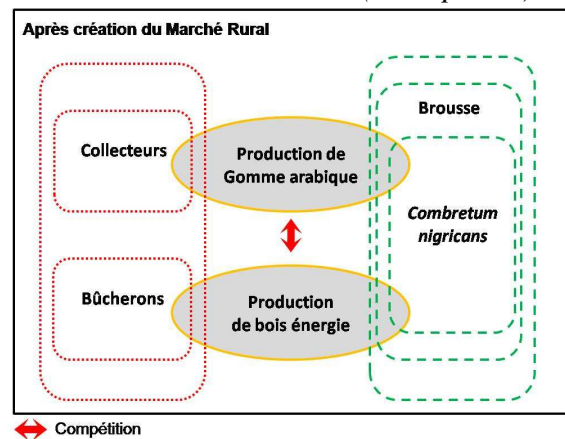 Après création du Marché Rural
Brousse
Collecteurs
Production de
Gomme arabique
Combretum
nigricans
Bûcherons
Production
de bois énergie
Compétition